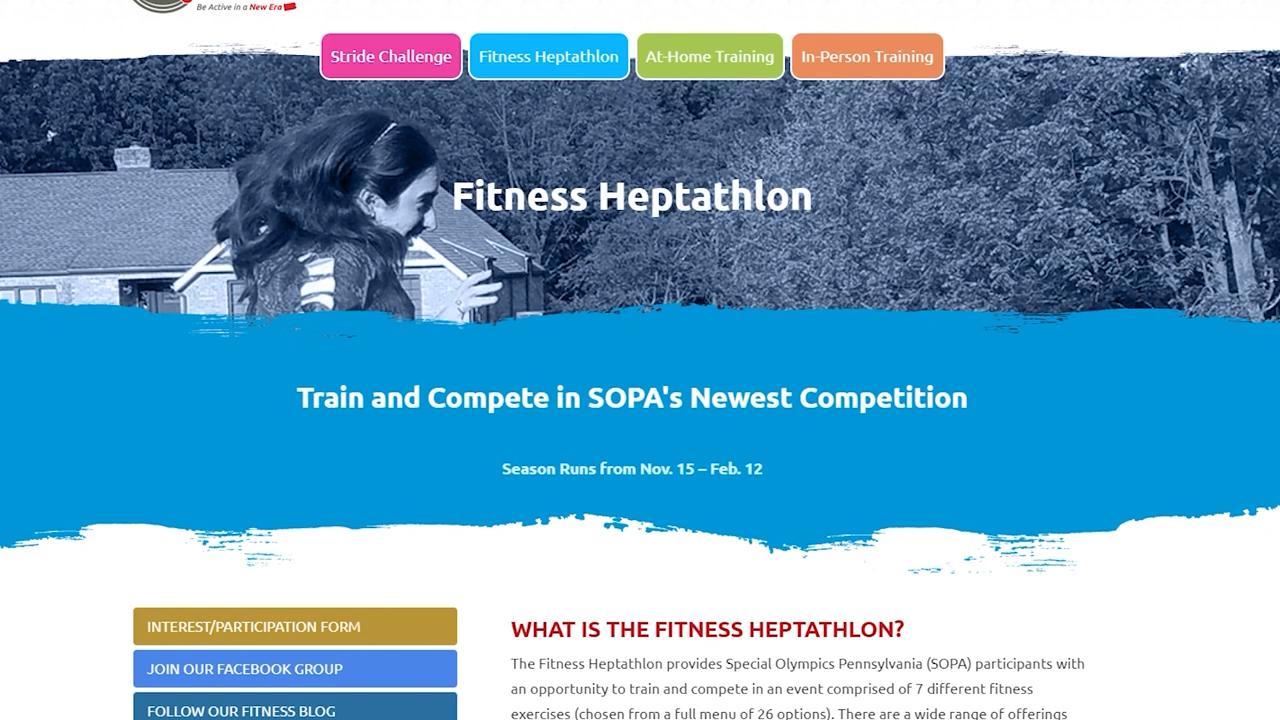 Be Active in a New Era
Stride Challenge
Fitness Heptathlon
At-Home Training
In-Person Training
Fitness Heptathlon
Train and Compete in SOPA's Newest Competition
Season Runs from Nov. 15 – Feb. 12
INTEREST/PARTICIPATION FORM
JOIN OUR FACEBOOK GROUP
FOLLOW OUR FITNESS BLOG
WHAT IS THE FITNESS HEPTATHLON?
The Fitness Heptathlon provides Special Olympics Pennsylvania (SOPA) participants with
an opportunity to train and compete in an event comprised of 7 different fitness
exercises (chosen from a full menu of 26 options). There are a wide range of offerings